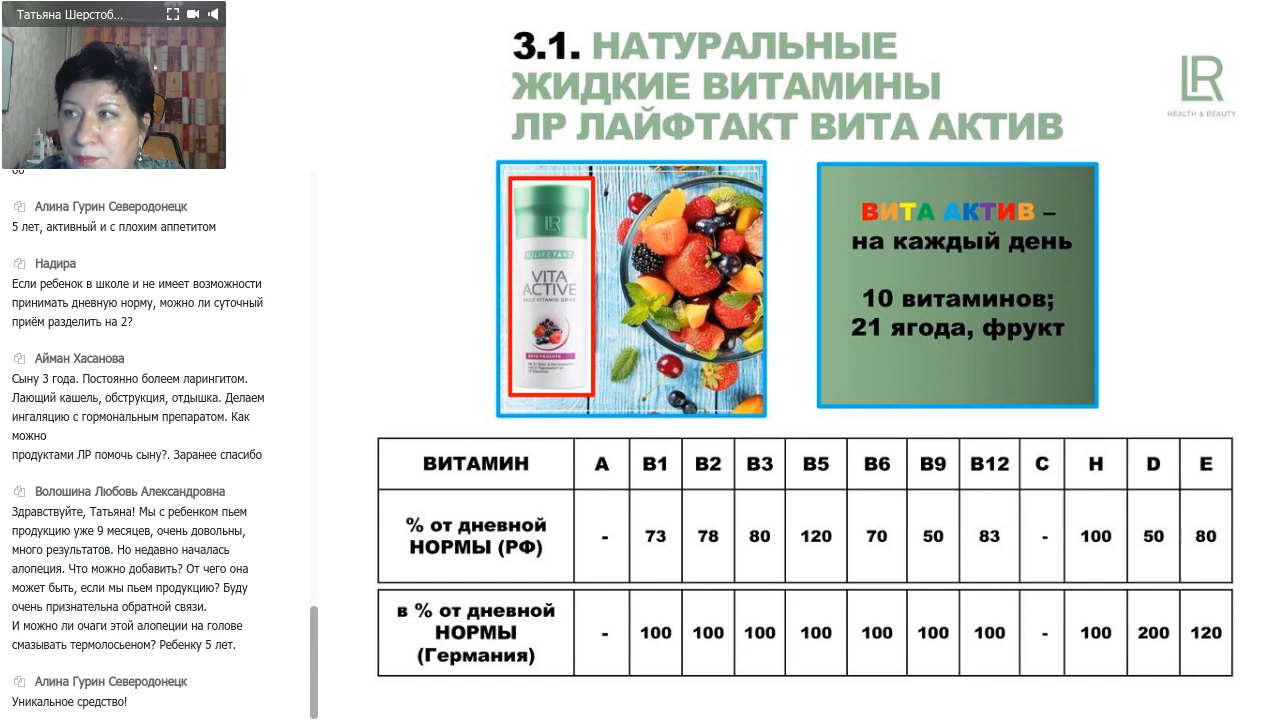 Татьяна Шерстоб...
Алина Гурин Северодонецк
5 лет, активный и с плохим аппетитом
Надира
Если ребенок в школе и не имеет возможности
принимать дневную норму, можно ли суточный
приём разделить на 2?
Айман Хасанова
Сыну 3 года. Постоянно болеем ларингитом.
Лающий кашель, обструкция, отдышка. Делаем
ингаляцию с гормональным препаратом. Как
можно
продуктами ЛР помочь сыну?. Заранее спасибо
Волошина Любовь Александровна
Здравствуйте, Татьяна! Мы с ребенком пьем
продукцию уже 9 месяцев, очень довольны,
много результатов. Но недавно началась
алопеция. Что можно добавить? От чего она
может быть, если мы пьем продукцию? Буду
очень признательна обратной связи.
И можно ли очаги этой алопеции на голове
смазывать термолосьеном? Ребенку 5 лет.
Алина Гурин Северодонецк
Уникальное средство!
3.1. НАТУРАЛЬНЫЕ
ЖИДКИЕ ВИТАМИНЫ
ЛР ЛАЙФТАКТ ВИТА АКТИВ
LR
HEALTH & BEAUTY
LR
LIFETAKT
VITA
ACTIVE
DAILY VITAMIN DRINK
ROTE FRÜCHTE
ВИТА АКТИВ –
на каждый день
10 витаминов;
21 ягода, фрукт
ВИТАМИН A B1 B2 B3 B5 B6 B9 B12 C H D E
% от дневной
НОРМЫ (РФ) - 73 78 80 120 70 50 83 - 100 50 80
в % от дневной
НОРМЫ
(Германия) - 100 100 100 100 100 100 100 - 100 200 120